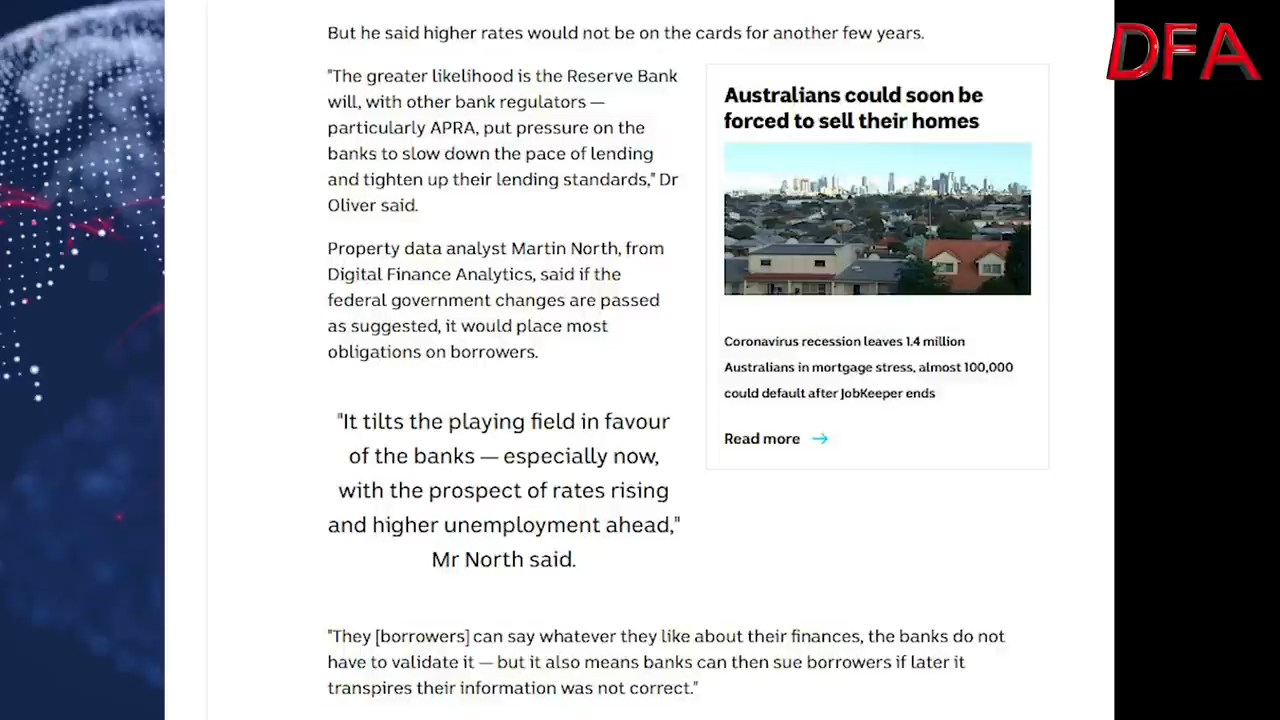 But he said higher rates would not be on the cards for another few years.
"The greater likelihood is the Reserve Bank
will, with other bank regulators —
particularly APRA, put pressure on the
banks to slow down the pace of lending
and tighten up their lending standards," Dr
Oliver said.
Property data analyst Martin North, from
Digital Finance Analytics, said if the
federal government changes are passed
as suggested, it would place most
obligations on borrowers.
"It tilts the playing field in favour
of the banks — especially now,
with the prospect of rates rising
and higher unemployment ahead,"
Mr North said.
"They [borrowers] can say whatever they like about their finances, the banks do not
have to validate it — but it also means banks can then sue borrowers if later it
transpires their information was not correct."
Australians could soon be
forced to sell their homes
Coronavirus recession leaves 1.4 million
Australians in mortgage stress, almost 100,000
could default after JobKeeper ends
Read more →
DFA